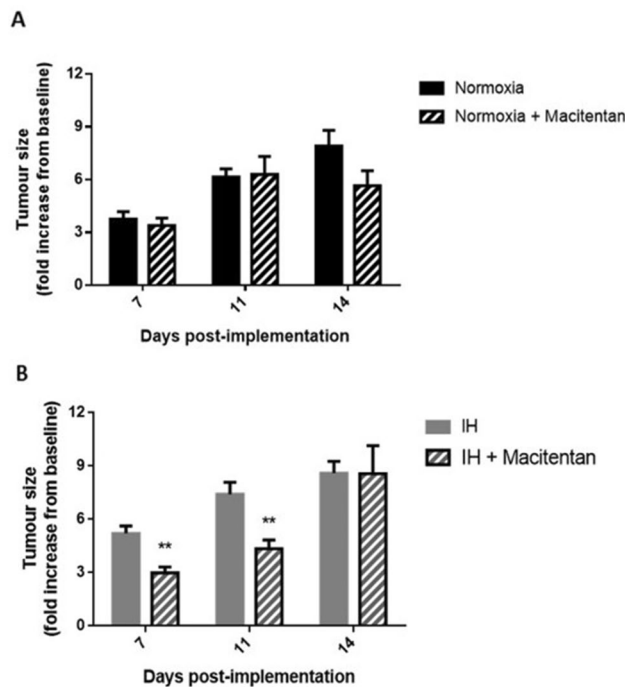 A
Tumour size
(fold increase from baseline)
12
9
6
3
0
7
11
14
Days post-implementation
Normoxia
Normoxia + Macitentan
B
Tumour size
(fold increase from baseline)
12
9
6
3
0
**
**
7
11
14
Days post-implementation
IH
IH + Macitentan